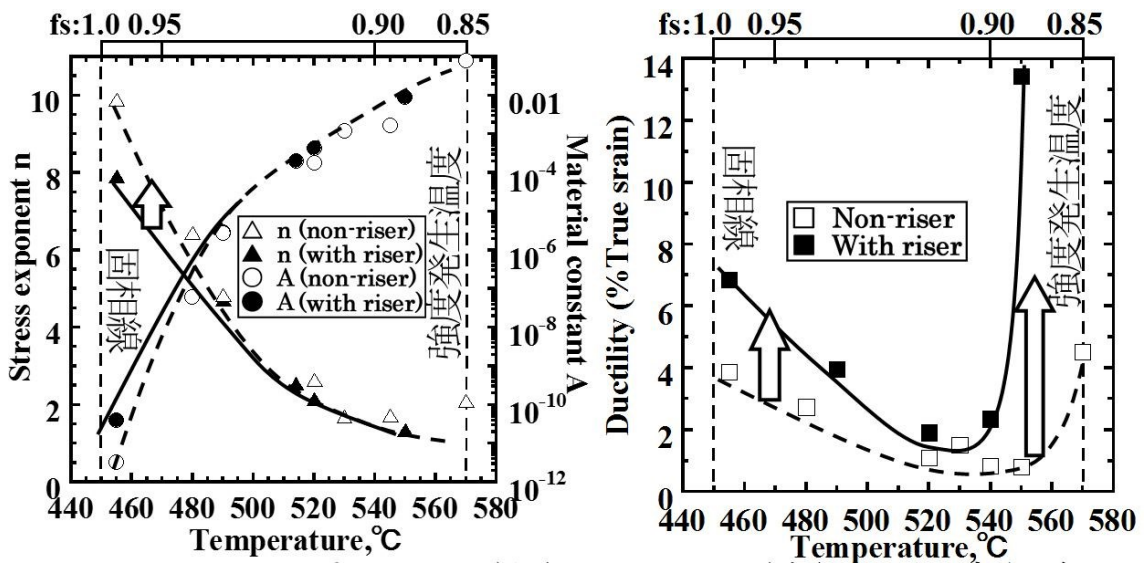 fs:1.0 0.95 0.90 0.85
10
8
6
4
2
0
Stress exponent n
固相線
強度発生温度
n (non-riser)
n (with riser)
A (non-riser)
A (with riser)
0.01
10⁻⁴
10⁻⁶
10⁻⁸
10⁻¹⁰
10⁻¹²
Material constant A
440 460 480 500 520 540 560 580
Temperature,℃
fs:1.0 0.95 0.90 0.85
14
12
10
8
6
4
2
0
Ductility (%True srain)
固相線
強度発生温度
Non-riser
With riser
440 460 480 500 520 540 560 580
Temperature,℃